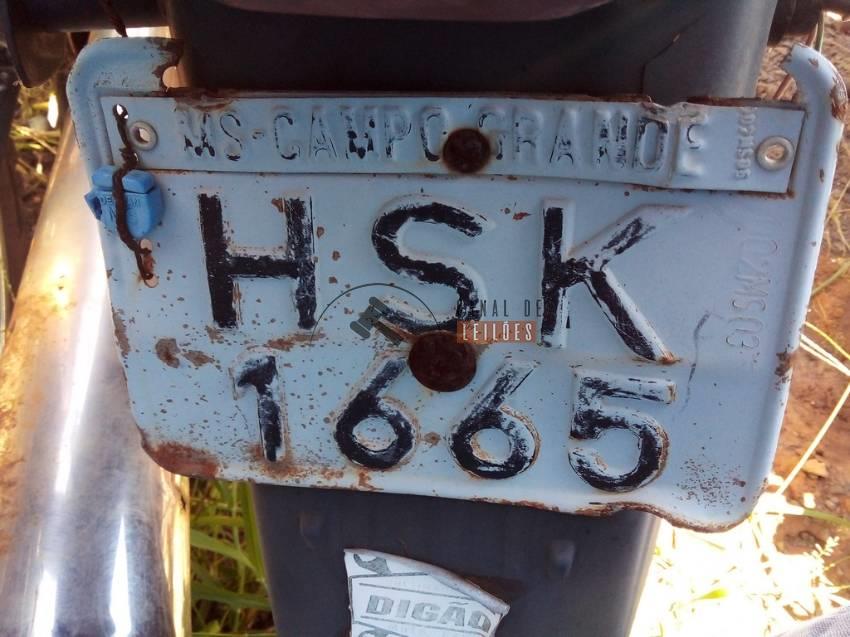 MS-CAMPO GRANDE
HSK
CANAL DE
LEILÕES
1665
DIGÃO